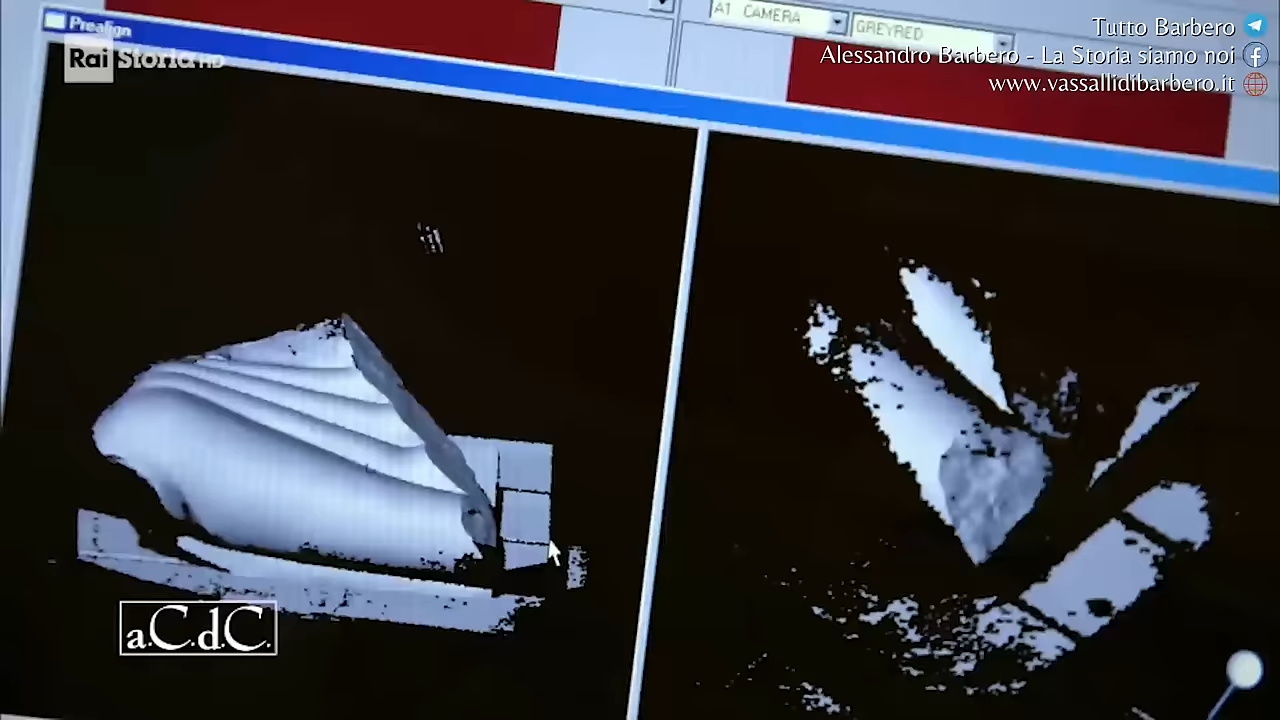 Prealign
Rai Storia HD
A1 CAMERA
GREYRED
Tutto Barbero
Alessandro Barbero - La Storia siamo noi
www.vassallidibarbero.it
a.C.d.C.